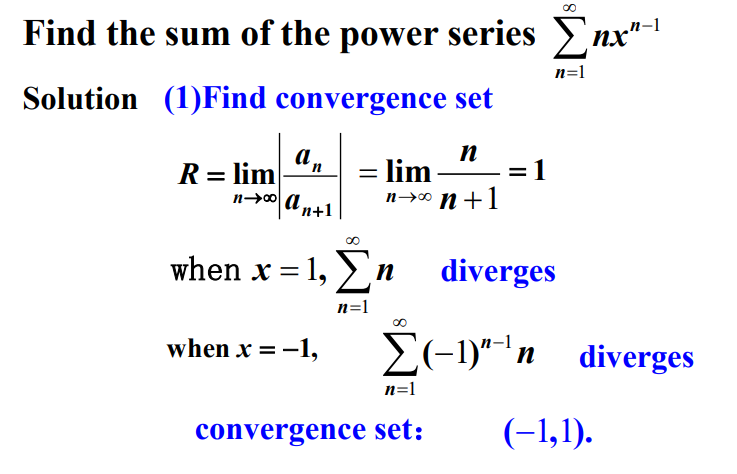 Find the sum of the power series $\sum_{n=1}^{\infty} nx^{n-1}$
Solution (1)Find convergence set
$R = \lim_{n \to \infty} \left| \frac{a_n}{a_{n+1}} \right| = \lim_{n \to \infty} \frac{n}{n+1} = 1$
when $x = 1, \sum_{n=1}^{\infty} n$ diverges
when $x = -1, \sum_{n=1}^{\infty} (-1)^{n-1} n$ diverges
convergence set: $(-1,1).$